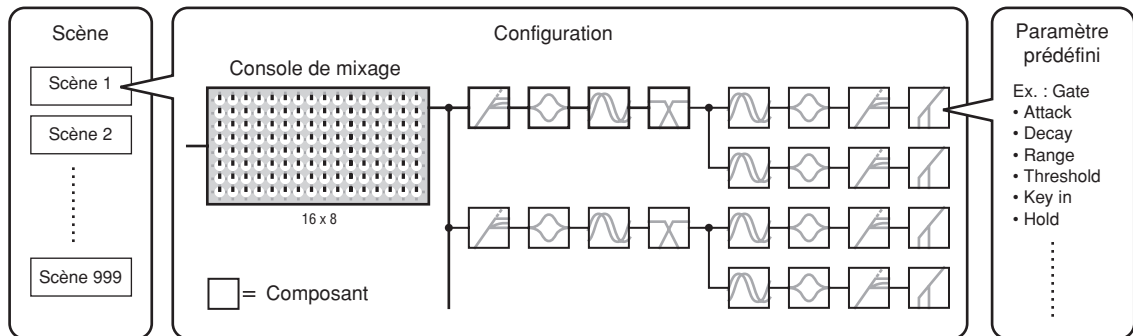 Scène
Scène 1
Scène 2
Scène 999
Configuration
Console de mixage
16 x 8
= Composant
Paramètre
prédéfini
Ex. : Gate
• Attack
• Decay
• Range
• Threshold
• Key in
• Hold